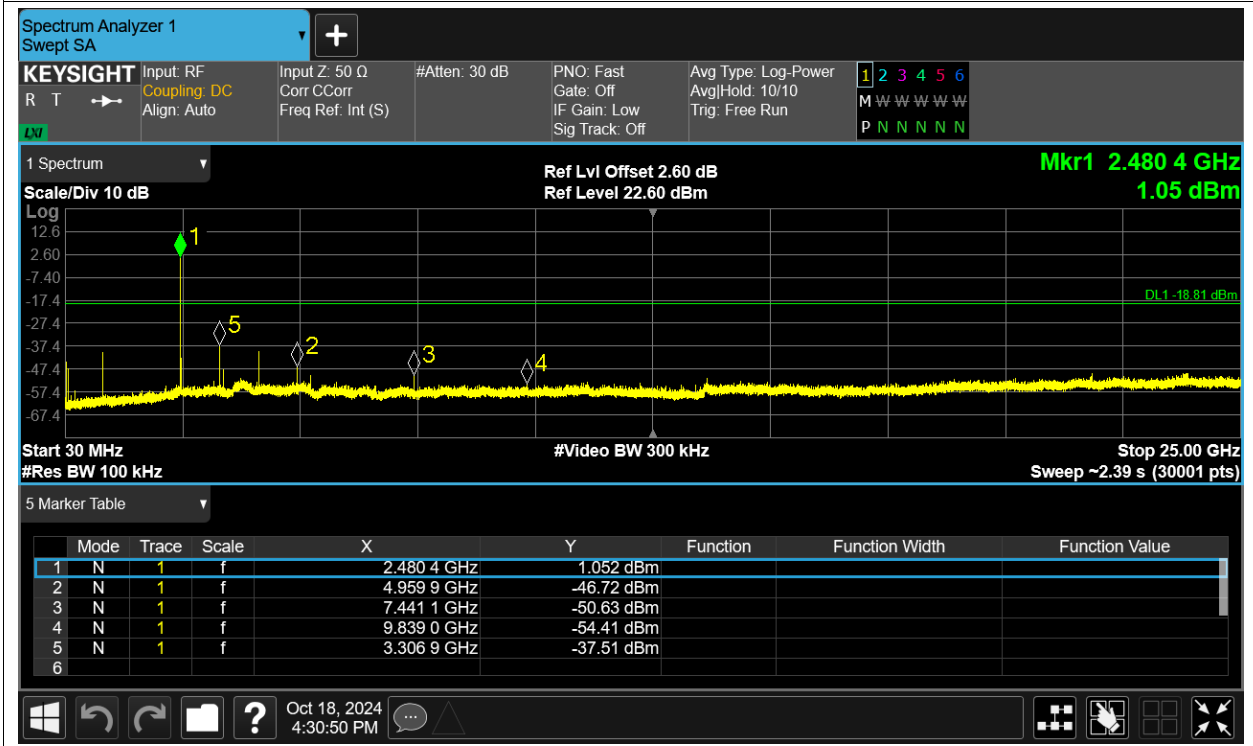 Spectrum Analyzer 1
Swept SA
KEYSIGHT
R T
LXI
Input: RF
Coupling: DC
Align: Auto
Input Z: 50 Ω
Corr CCorr
Freq Ref: Int (S)
#Atten: 30 dB
PNO: Fast
Gate: Off
IF Gain: Low
Sig Track: Off
Avg Type: Log-Power
Avg|Hold: 10/10
Trig: Free Run
1 2 3 4 5 6
M W W W W W
P N N N N N
1 Spectrum
Scale/Div 10 dB
Ref Lvl Offset 2.60 dB
Ref Level 22.60 dBm
Mkr1 2.480 4 GHz
1.05 dBm
Log
12.6
2.60
-7.40
-17.4
-27.4
-37.4
-47.4
-57.4
-67.4
1
5
2
3
4
DL1 -18.81 dBm
Start 30 MHz
#Res BW 100 kHz
#Video BW 300 kHz
Stop 25.00 GHz
Sweep ~2.39 s (30001 pts)
5 Marker Table
Mode Trace Scale X Y Function Function Width Function Value
1 N 1 f 2.480 4 GHz 1.052 dBm
2 N 1 f 4.959 9 GHz -46.72 dBm
3 N 1 f 7.441 1 GHz -50.63 dBm
4 N 1 f 9.839 0 GHz -54.41 dBm
5 N 1 f 3.306 9 GHz -37.51 dBm
6
?
Oct 18, 2024
4:30:50 PM